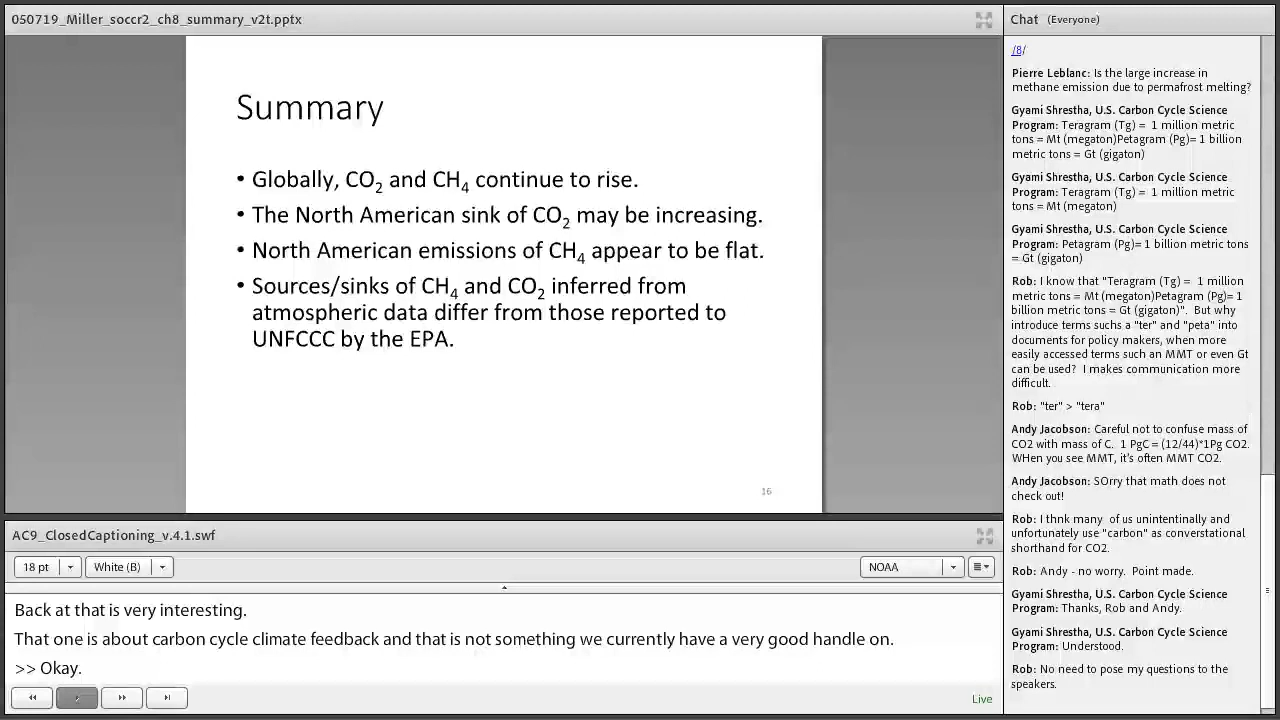 050719_Miller_soccr2_ch8_summary_v2t.pptx
Summary
• Globally, CO2 and CH4 continue to rise.
• The North American sink of CO2 may be increasing.
• North American emissions of CH4 appear to be flat.
• Sources/sinks of CH4 and CO2 inferred from
atmospheric data differ from those reported to
UNFCCC by the EPA.
16
AC9_ClosedCaptioning_v.4.1.swf
18 pt
White (B)
NOAA
Back at that is very interesting.
That one is about carbon cycle climate feedback and that is not something we currently have a very good handle on.
>> Okay.
Live
Chat (Everyone)
/8/
Pierre Leblanc: Is the large increase in
methane emission due to permafrost melting?
Gyami Shrestha, U.S. Carbon Cycle Science
Program: Teragram (Tg) = 1 million metric
tons = Mt (megaton)Petagram (Pg)= 1 billion
metric tons = Gt (gigaton)
Gyami Shrestha, U.S. Carbon Cycle Science
Program: Teragram (Tg) = 1 million metric
tons = Mt (megaton)
Gyami Shrestha, U.S. Carbon Cycle Science
Program: Petagram (Pg)= 1 billion metric tons
= Gt (gigaton)
Rob: I know that "Teragram (Tg) = 1 million
metric tons = Mt (megaton)Petagram (Pg)= 1
billion metric tons = Gt (gigaton)". But why
introduce terms suchs a "ter" and "peta" into
documents for policy makers, when more
easily accessed terms such an MMT or even Gt
can be used? I makes communication more
difficult.
Rob: "ter" > "tera"
Andy Jacobson: Careful not to confuse mass of
CO2 with mass of C. 1 PgC = (12/44)*1Pg CO2.
WHen you see MMT, it's often MMT CO2.
Andy Jacobson: SOrry that math does not
check out!
Rob: I thnk many of us unintentinally and
unfortunately use "carbon" as converstational
shorthand for CO2.
Rob: Andy - no worry. Point made.
Gyami Shrestha, U.S. Carbon Cycle Science
Program: Thanks, Rob and Andy.
Gyami Shrestha, U.S. Carbon Cycle Science
Program: Understood.
Rob: No need to pose my questions to the
speakers.